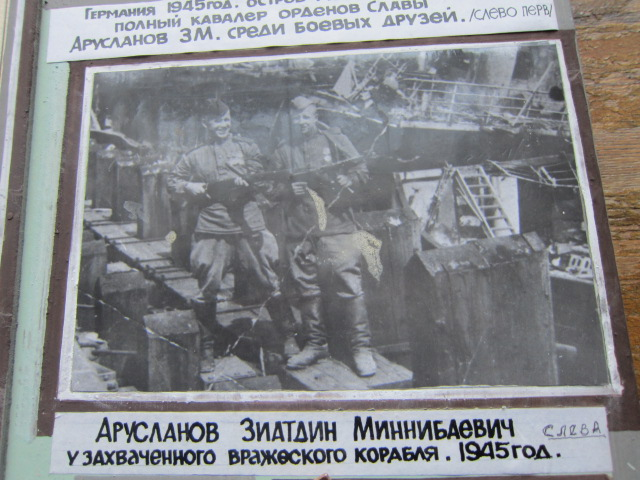 ГЕРМАНИЯ 1945 ГОД. ОСТРОВ
ПОЛНЫЙ КАВАЛЕР ОРДЕНОВ СЛАВЫ
АРУСЛАНОВ З.М. СРЕДИ БОЕВЫХ ДРУЗЕЙ. /СЛЕВО ПЕРВ/
АРУСЛАНОВ ЗИАТДИН МИННИБАЕВИЧ СЛЕВА
У ЗАХВАЧЕННОГО ВРАЖЕСКОГО КОРАБЛЯ. 1945 ГОД.